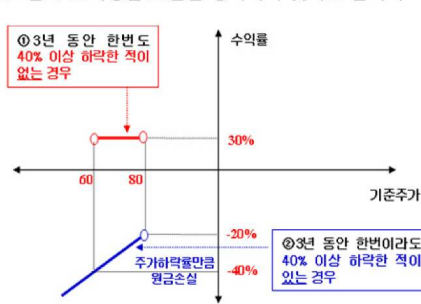 ①3년 동안 한번도
40% 이상 하락한 적이
없는 경우
수익률
30%
60
80
기준주가
-20%
-40%
주가하락률만큼
원금손실
②3년 동안 한번이라도
40% 이상 하락한 적이
있는 경우